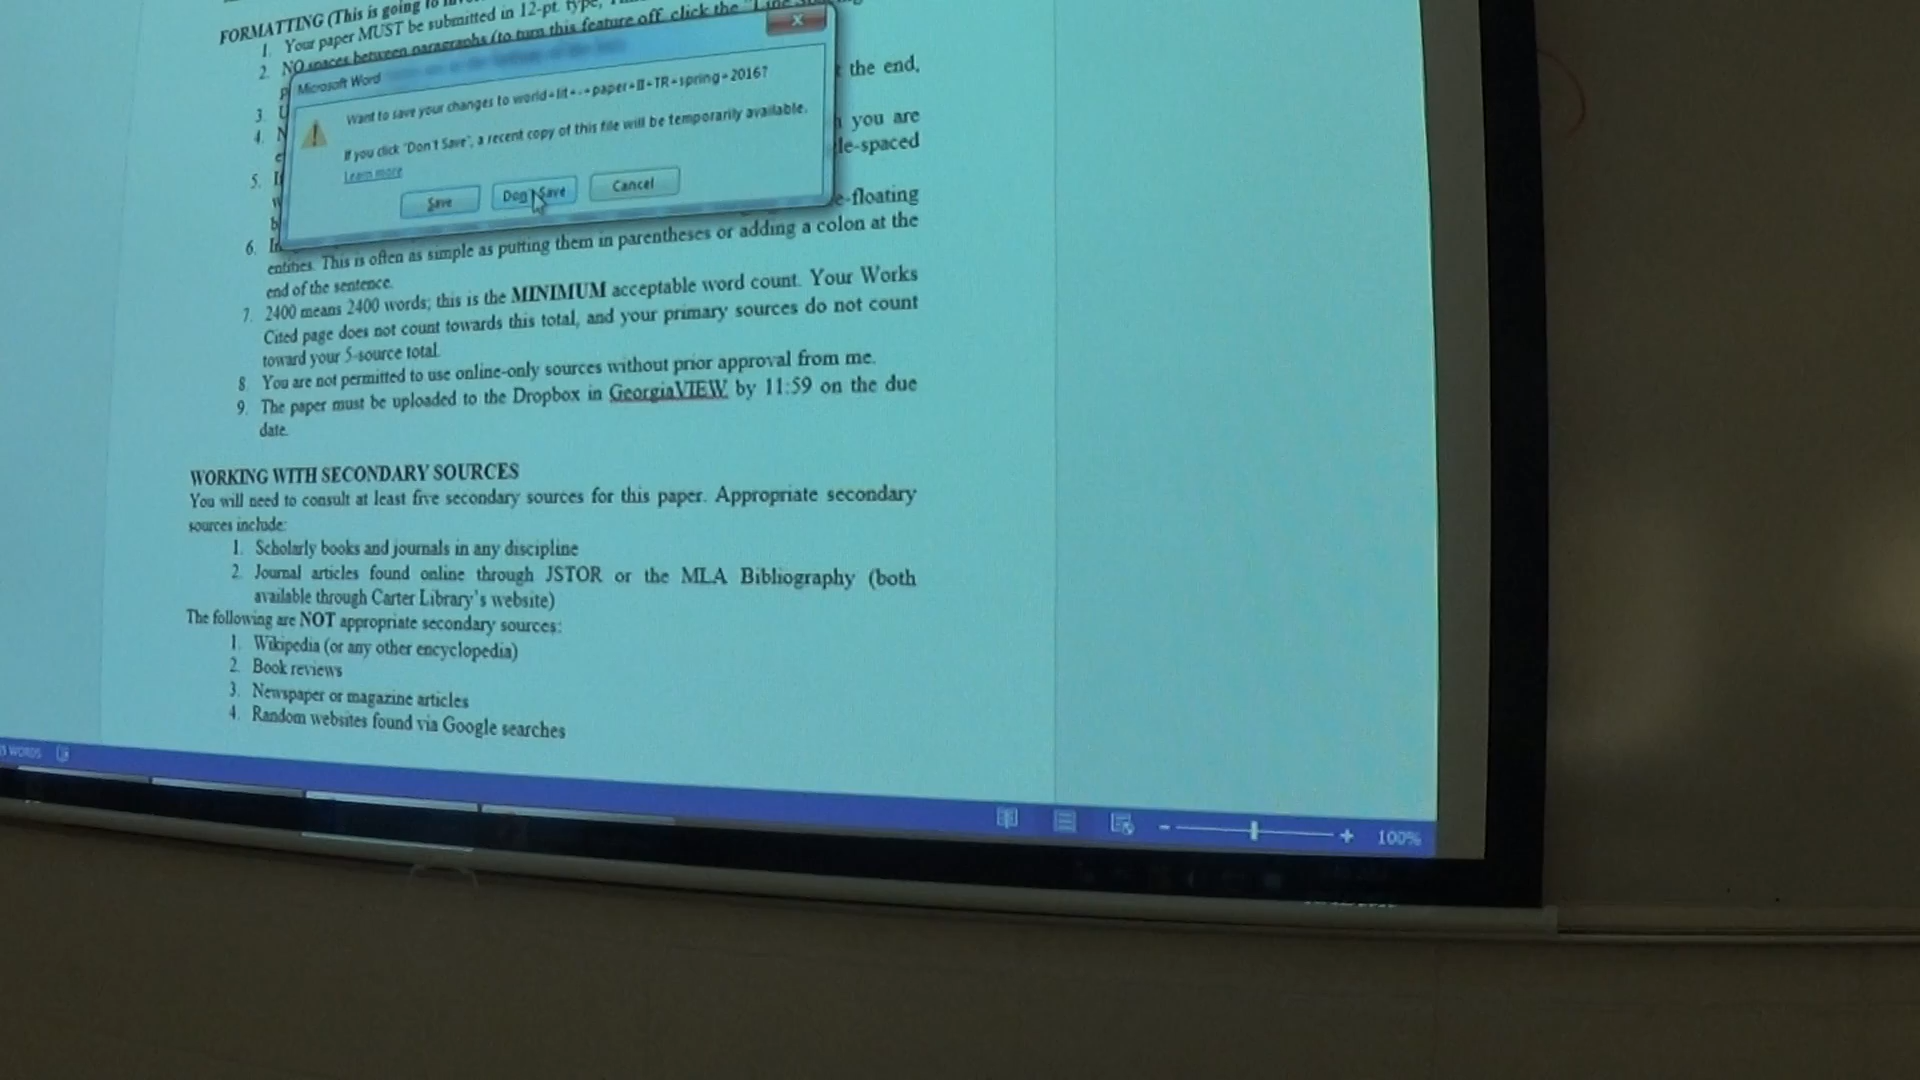 FORMATTING (This is going to
1. Your paper MUST be submitted in 12-pt. type,
2. NO spaces between paragraphs (to turn this feature off, click the "Line
Microsoft Word
Want to save your changes to world+lit+-+paper+II+TR+spring+2016?
If you click "Don't Save", a recent copy of this file will be temporarily available.
Learn more
Save Don't Save Cancel
the end,
3.
4.
you are
5.
-spaced
-floating
6.
entities. This is often as simple as putting them in parentheses or adding a colon at the
end of the sentence.
7. 2400 means 2400 words; this is the MINIMUM acceptable word count. Your Works
Cited page does not count towards this total, and your primary sources do not count
toward your 5-source total.
8. You are not permitted to use online-only sources without prior approval from me.
9. The paper must be uploaded to the Dropbox in GeorgiaVIEW by 11:59 on the due
date.
WORKING WITH SECONDARY SOURCES
You will need to consult at least five secondary sources for this paper. Appropriate secondary
sources include:
1. Scholarly books and journals in any discipline
2. Journal articles found online through JSTOR or the MLA Bibliography (both
available through Carter Library's website)
The following are NOT appropriate secondary sources:
1. Wikipedia (or any other encyclopedia)
2. Book reviews
3. Newspaper or magazine articles
4. Random websites found via Google searches
WORDS
100%